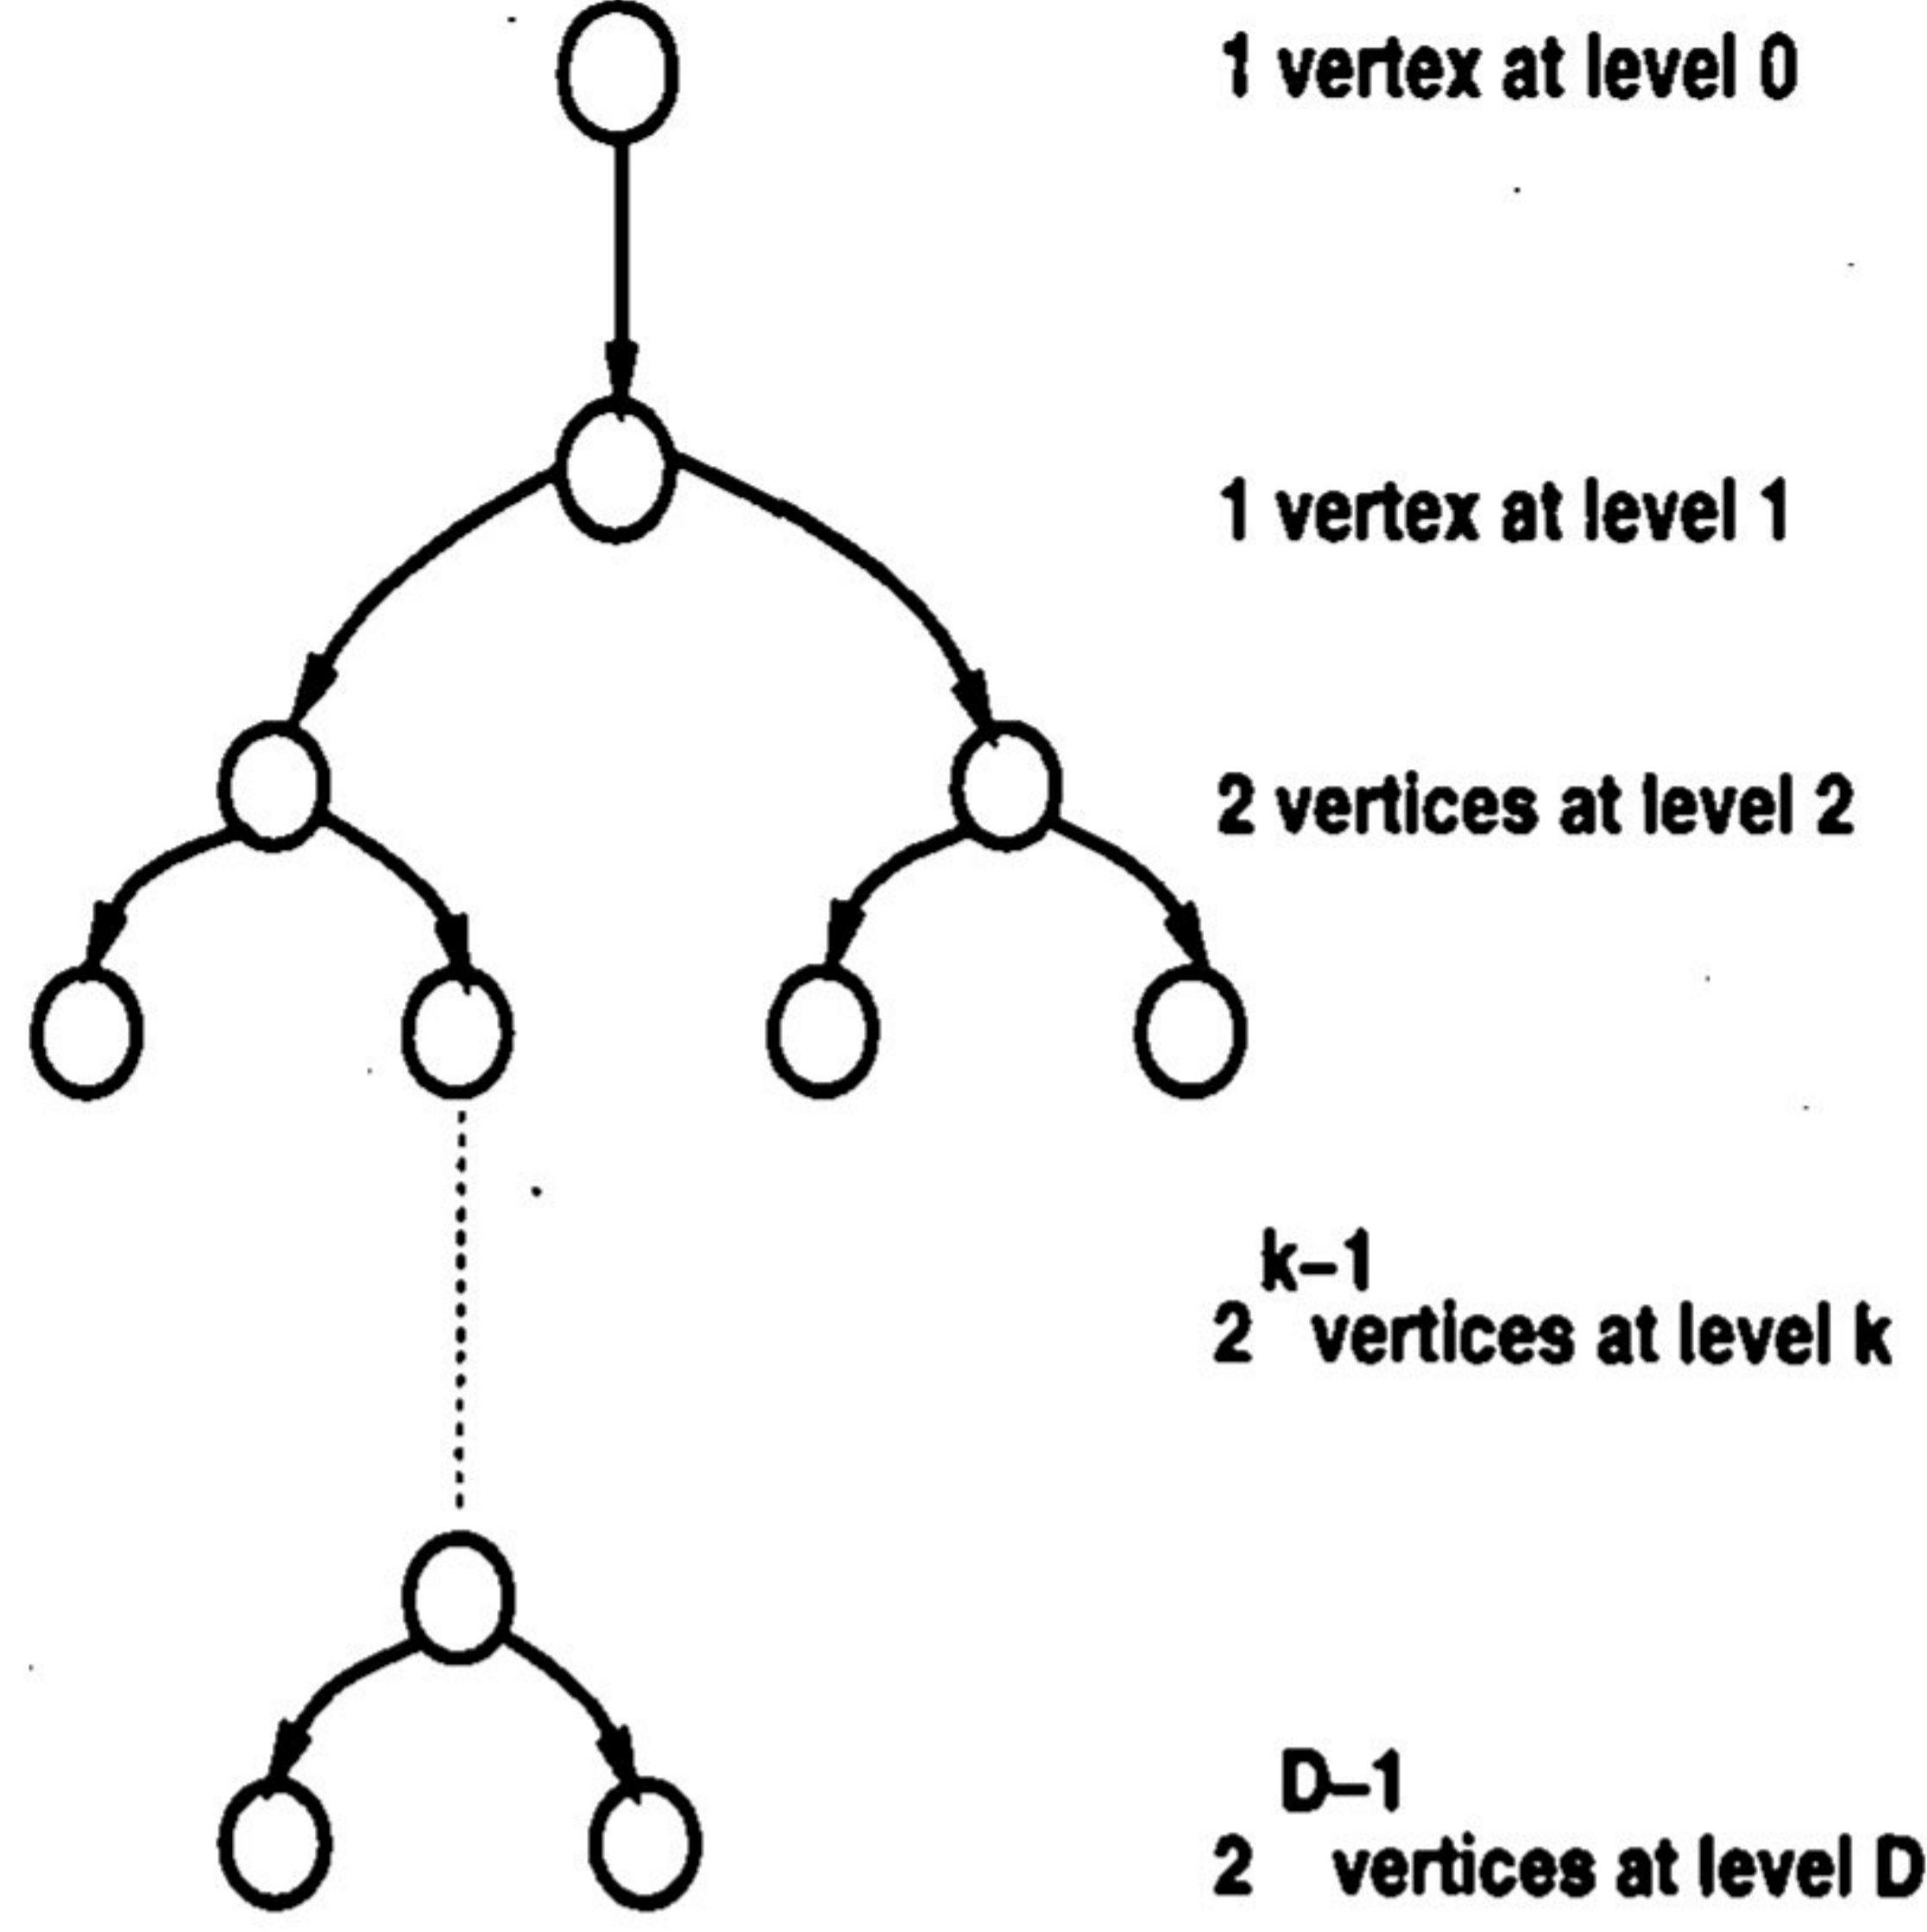 1 vertex at level 0
1 vertex at level 1
2 vertices at level 2
k–1
2 vertices at level k
D–1
2 vertices at level D